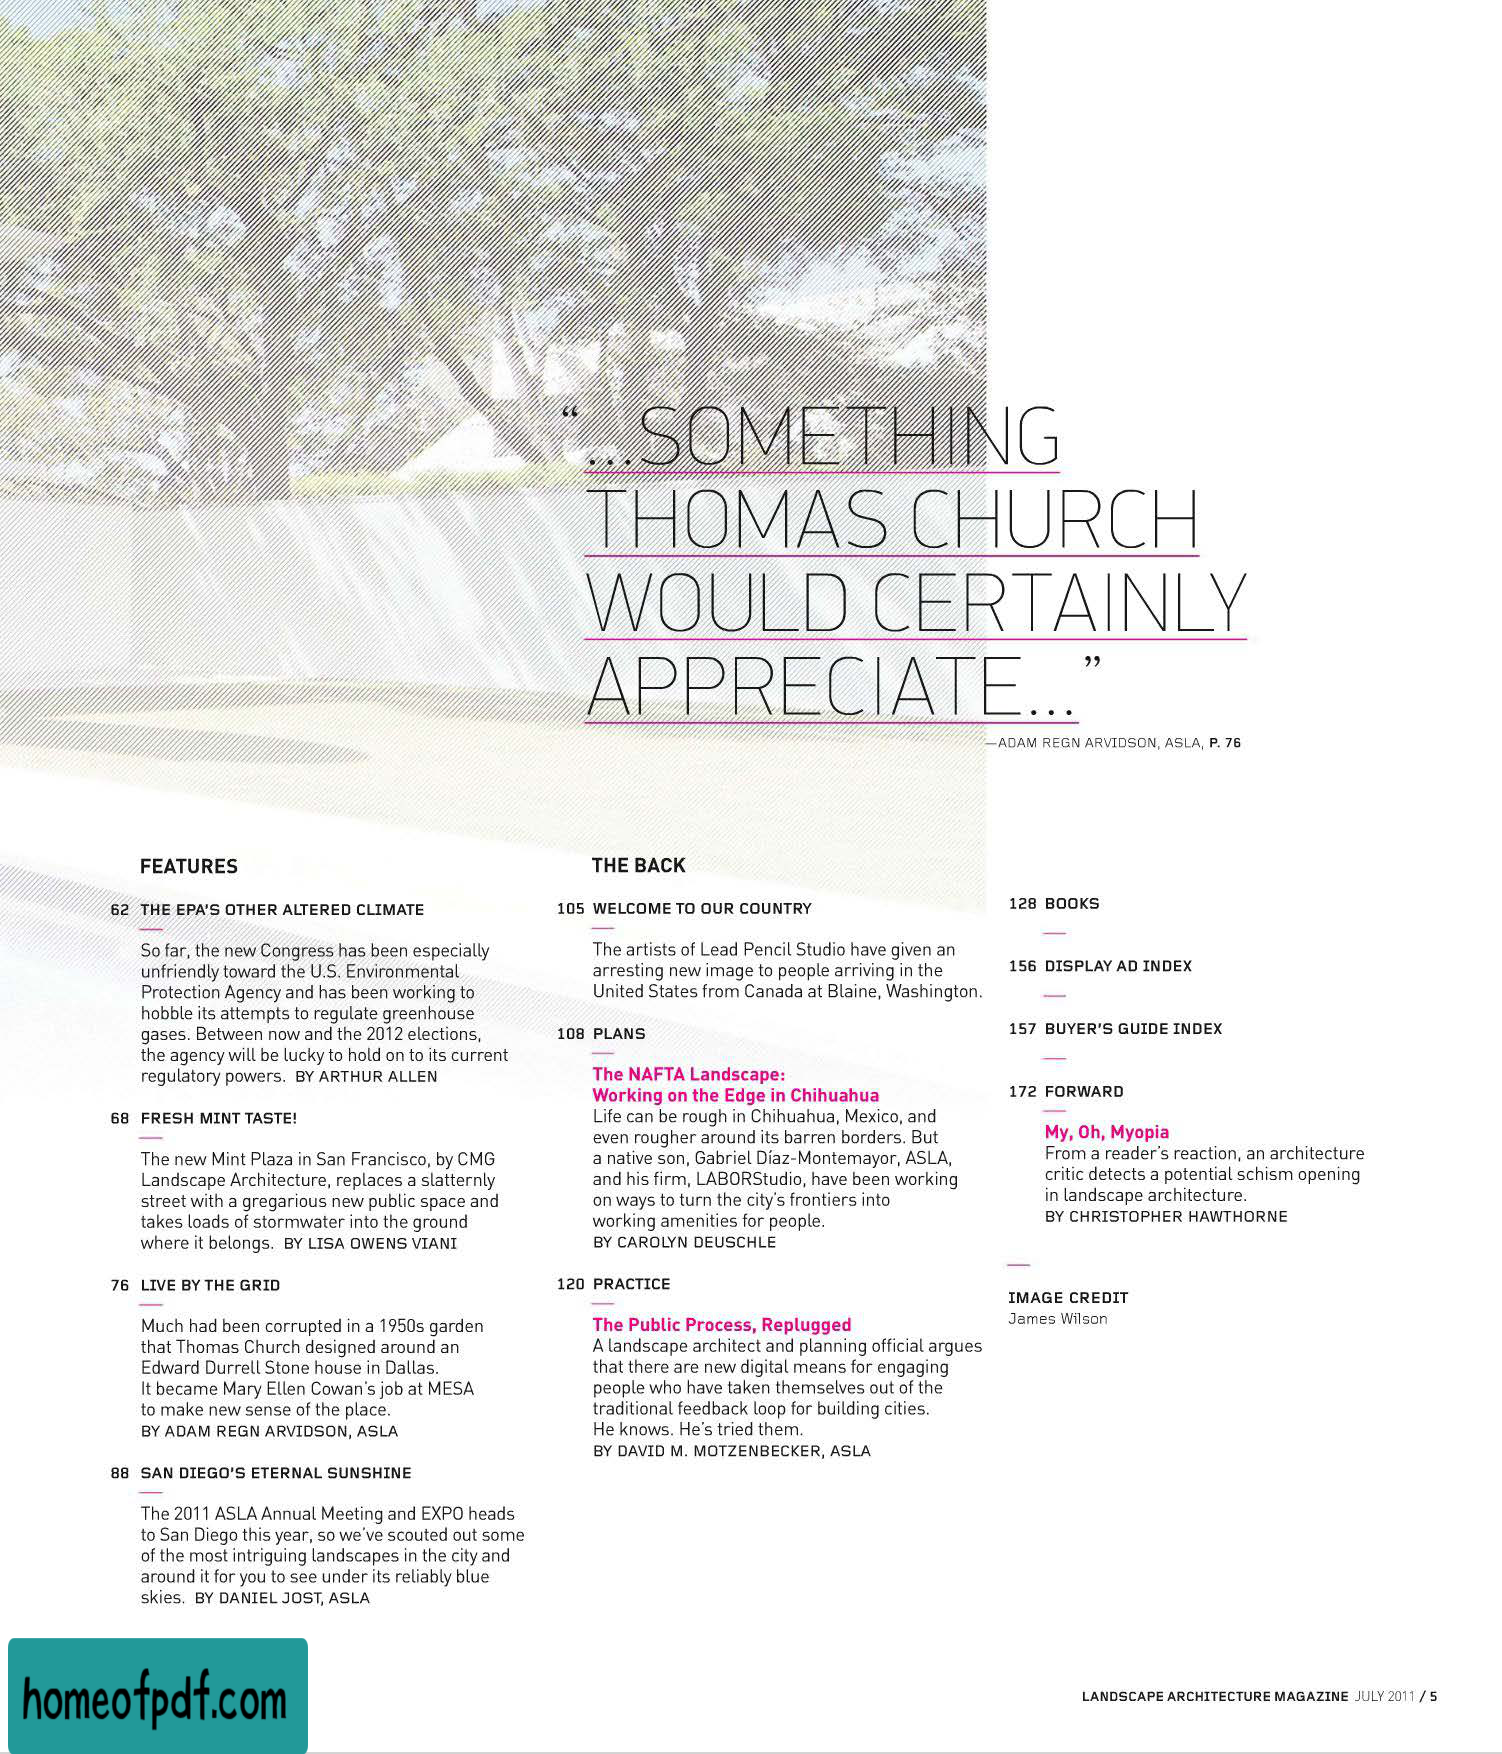 “...SOMETHING
THOMAS CHURCH
WOULD CERTAINLY
APPRECIATE...”
—ADAM REGN ARVIDSON, ASLA, P. 76
FEATURES
62 THE EPA’S OTHER ALTERED CLIMATE
So far, the new Congress has been especially
unfriendly toward the U.S. Environmental
Protection Agency and has been working to
hobble its attempts to regulate greenhouse
gases. Between now and the 2012 elections,
the agency will be lucky to hold on to its current
regulatory powers. BY ARTHUR ALLEN
68 FRESH MINT TASTE!
The new Mint Plaza in San Francisco, by CMG
Landscape Architecture, replaces a slatternly
street with a gregarious new public space and
takes loads of stormwater into the ground
where it belongs. BY LISA OWENS VIANI
76 LIVE BY THE GRID
Much had been corrupted in a 1950s garden
that Thomas Church designed around an
Edward Durrell Stone house in Dallas.
It became Mary Ellen Cowan’s job at MESA
to make new sense of the place.
BY ADAM REGN ARVIDSON, ASLA
88 SAN DIEGO’S ETERNAL SUNSHINE
The 2011 ASLA Annual Meeting and EXPO heads
to San Diego this year, so we’ve scouted out some
of the most intriguing landscapes in the city and
around it for you to see under its reliably blue
skies. BY DANIEL JOST, ASLA
THE BACK
105 WELCOME TO OUR COUNTRY
The artists of Lead Pencil Studio have given an
arresting new image to people arriving in the
United States from Canada at Blaine, Washington.
108 PLANS
The NAFTA Landscape:
Working on the Edge in Chihuahua
Life can be rough in Chihuahua, Mexico, and
even rougher around its barren borders. But
a native son, Gabriel Díaz-Montemayor, ASLA,
and his firm, LABORStudio, have been working
on ways to turn the city’s frontiers into
working amenities for people.
BY CAROLYN DEUSCHLE
120 PRACTICE
The Public Process, Replugged
A landscape architect and planning official argues
that there are new digital means for engaging
people who have taken themselves out of the
traditional feedback loop for building cities.
He knows. He’s tried them.
BY DAVID M. MOTZENBECKER, ASLA
128 BOOKS
156 DISPLAY AD INDEX
157 BUYER’S GUIDE INDEX
172 FORWARD
My, Oh, Myopia
From a reader’s reaction, an architecture
critic detects a potential schism opening
in landscape architecture.
BY CHRISTOPHER HAWTHORNE
IMAGE CREDIT
James Wilson
homeofpdf.com
LANDSCAPE ARCHITECTURE MAGAZINE JULY 2011 / 5